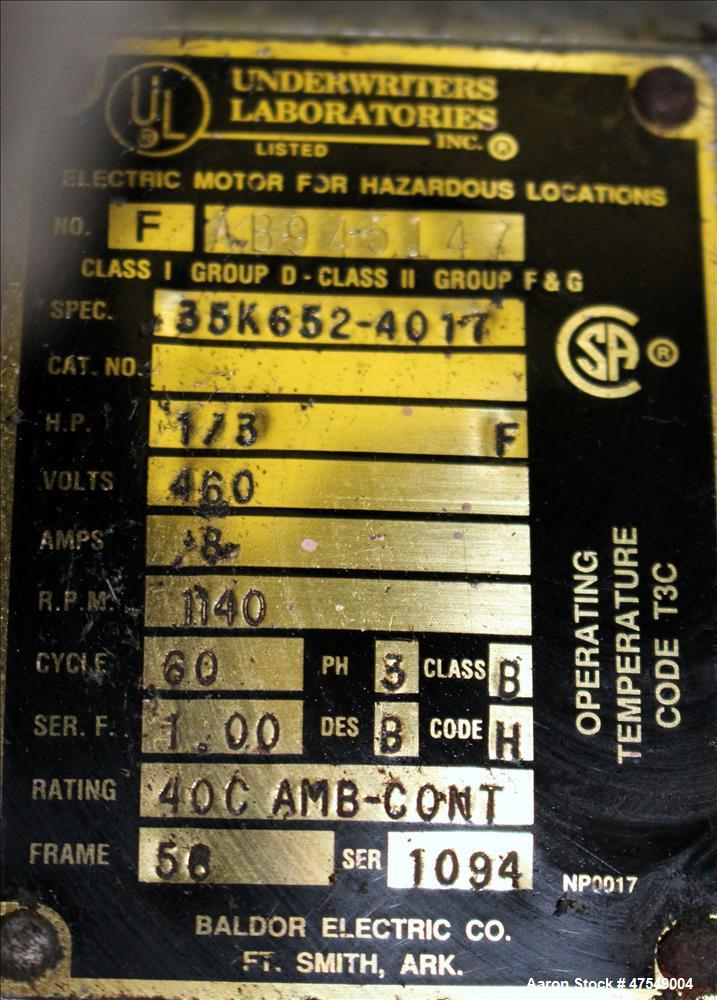 UL UNDERWRITERS
LABORATORIES
LISTED INC. ®
ELECTRIC MOTOR FOR HAZARDOUS LOCATIONS
NO. F AB945147
CLASS I GROUP D - CLASS II GROUP F & G
SPEC. 35K652-4017
CSA ®
CAT. NO.
H.P. 1/3 F
VOLTS 460
AMPS .8
R.P.M. 1140
CYCLE 60 PH 3 CLASS B
SER. F. 1.00 DES B CODE H
OPERATING
TEMPERATURE
CODE T3C
RATING 40C AMB-CONT
FRAME 56 SER 1094
NP0017
BALDOR ELECTRIC CO.
FT. SMITH, ARK.
Aaron Stock # 47549004